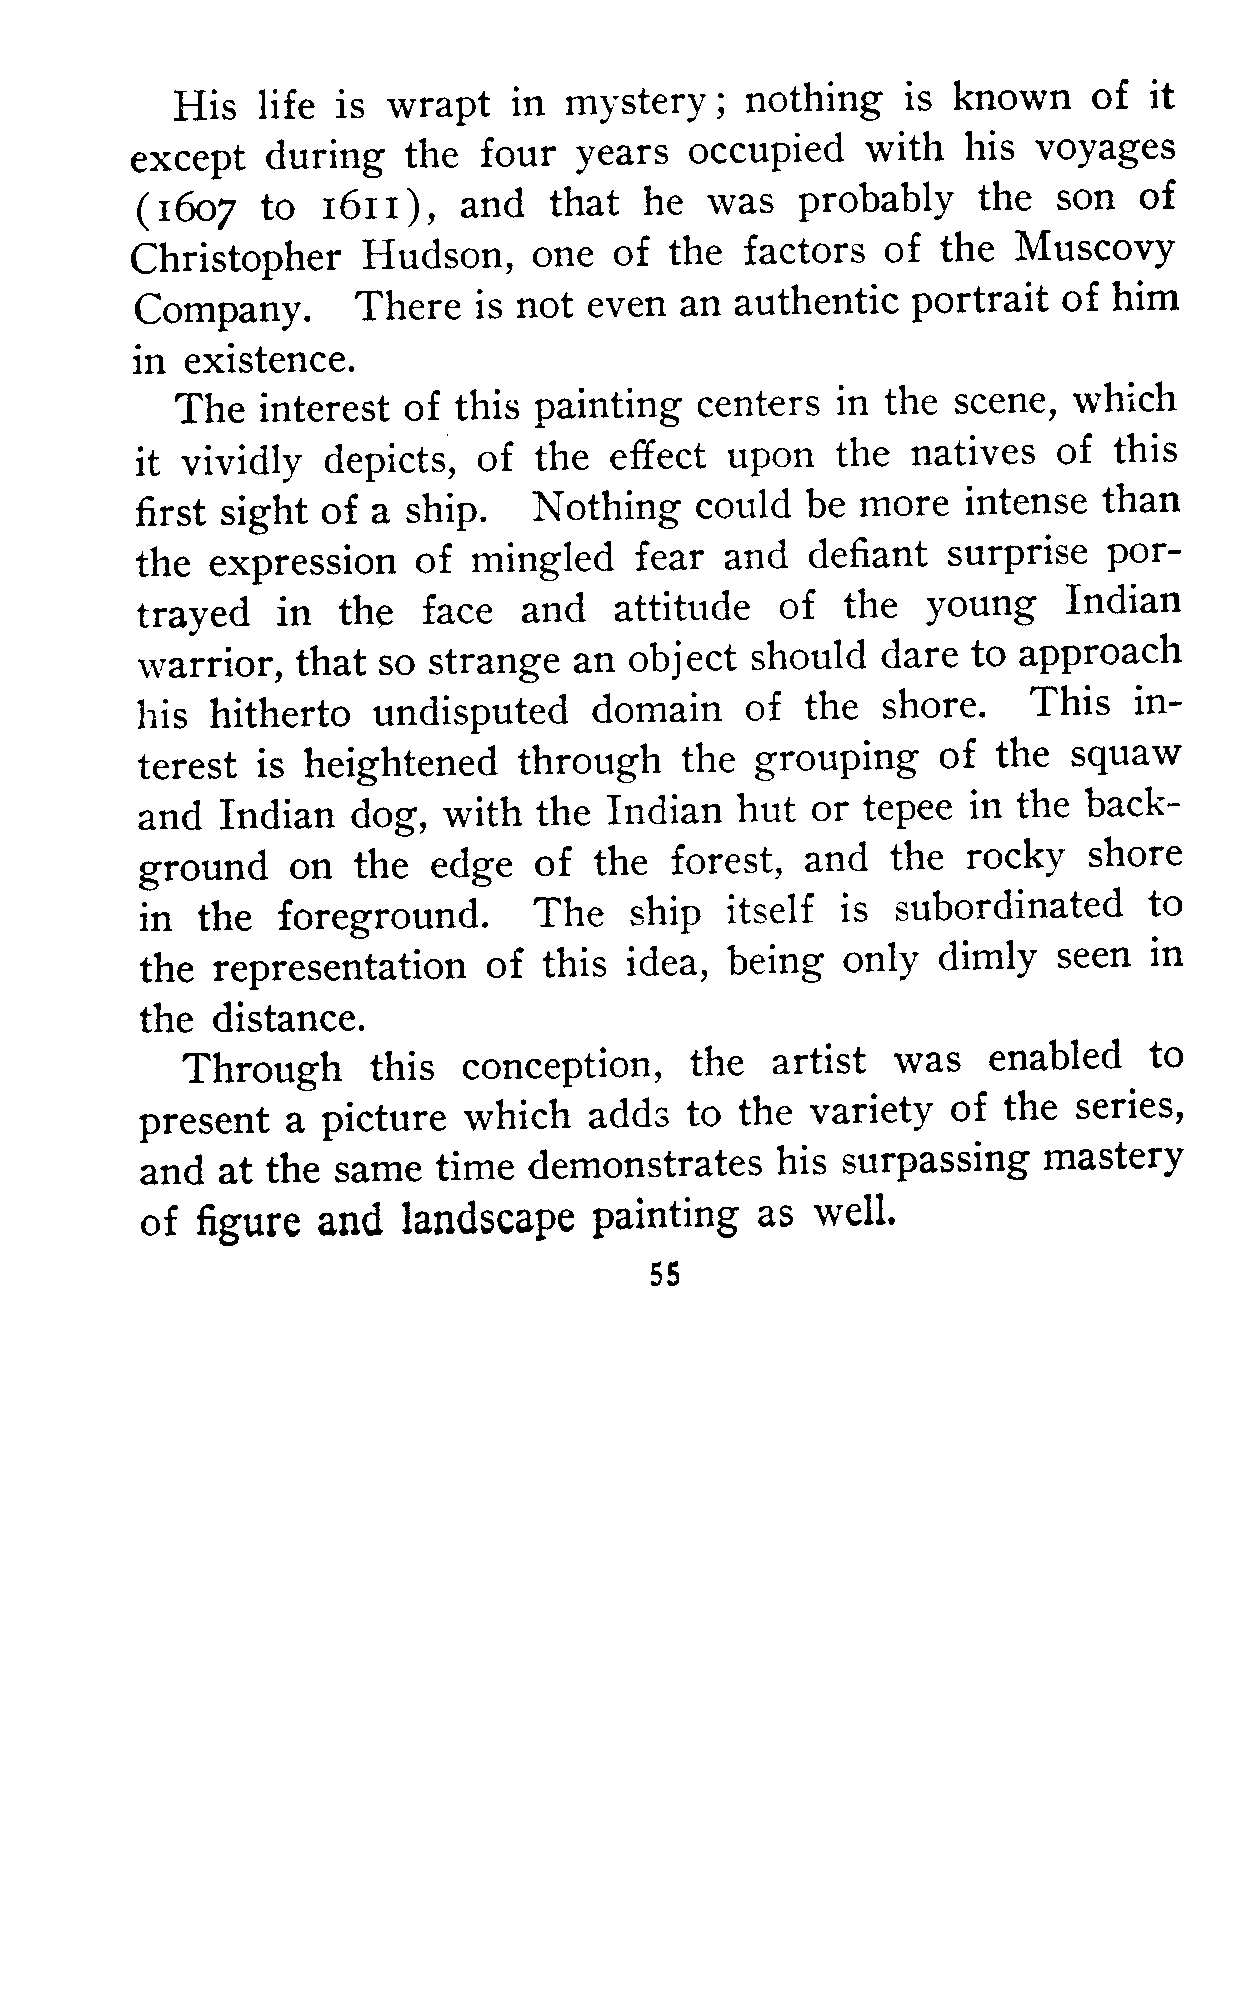 His life is wrapt in mystery; nothing is known of it
except during the four years occupied with his voyages
(1607 to 1611), and that he was probably the son of
Christopher Hudson, one of the factors of the Muscovy
Company. There is not even an authentic portrait of him
in existence.
The interest of this painting centers in the scene, which
it vividly depicts, of the effect upon the natives of this
first sight of a ship. Nothing could be more intense than
the expression of mingled fear and defiant surprise por-
trayed in the face and attitude of the young Indian
warrior, that so strange an object should dare to approach
his hitherto undisputed domain of the shore. This in-
terest is heightened through the grouping of the squaw
and Indian dog, with the Indian hut or tepee in the back-
ground on the edge of the forest, and the rocky shore
in the foreground. The ship itself is subordinated to
the representation of this idea, being only dimly seen in
the distance.
Through this conception, the artist was enabled to
present a picture which adds to the variety of the series,
and at the same time demonstrates his surpassing mastery
of figure and landscape painting as well.
55